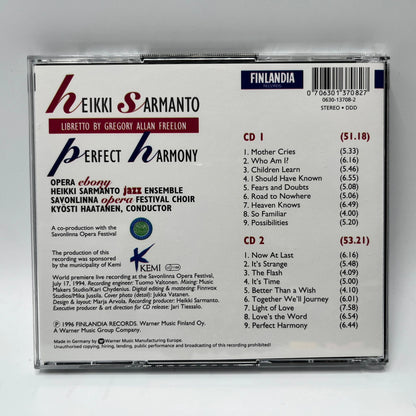 heikki sarmanto
LIBRETTO BY GREGORY ALLAN FREELON
perfect harmony
OPERA ebony
HEIKKI SARMANTO jazz ENSEMBLE
SAVONLINNA opera FESTIVAL CHOIR
KYÖSTI HAATANEN, CONDUCTOR
A co-production with the
Savonlinna Opera Festival
The production of this
recording was sponsored
by the municipality of Kemi
KEMI
World premiere live recording at the Savonlinna Opera Festival,
July 17, 1994. Recording engineer: Tuomo Valtonen. Mixing: Music
Makers Studio/Kari Chydenius. Digital editing & mastering: Finnvox
Studios/Mika Jussila. Cover photo (detail): Jukka Vatanen.
Design & layout: Marja Arvola. Cover producer: Heikki Sarmanto.
Executive producer & art direction for CD release: Jari Tiessalo.
℗ © 1996 FINLANDIA RECORDS. Warner Music Finland Oy.
A Warner Music Group Company.
Made in Germany by Warner Music Manufacturing Europe.
Unauthorised copying, hiring, lending, public performance and broadcasting of this recording prohibited!
FINLANDIA
RECORDS
0 706301 370827
0630-13708-2
STEREO • DDD
CD 1 (51.18)
1. Mother Cries (5.33)
2. Who Am I? (6.16)
3. Children Learn (5.46)
4. I Should Have Known (6.55)
5. Fears and Doubts (5.08)
6. Road to Nowhere (5.06)
7. Heaven Knows (6.49)
8. So Familiar (4.00)
9. Possibilities (5.20)
CD 2 (53.21)
1. Now At Last (6.16)
2. It's Strange (5.48)
3. The Flash (4.09)
4. It's Time (5.00)
5. Better Than a Wish (4.10)
6. Together We'll Journey (6.01)
7. Light of Love (7.58)
8. Love's the Word (6.54)
9. Perfect Harmony (6.44)